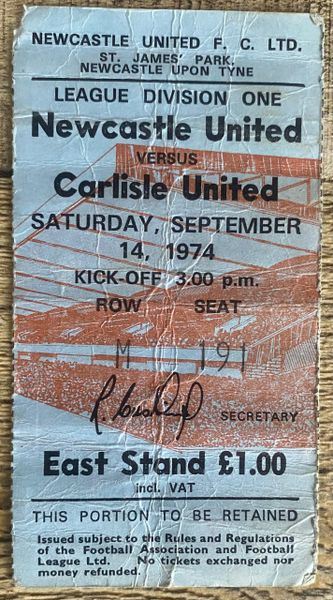 NEWCASTLE UNITED F. C. LTD.
ST. JAMES' PARK,
NEWCASTLE UPON TYNE
LEAGUE DIVISION ONE
Newcastle United
VERSUS
Carlisle United
SATURDAY, SEPTEMBER
14, 1974
KICK-OFF 3.00 p.m.
ROW SEAT
M 191
SECRETARY
East Stand £1.00
incl. VAT
THIS PORTION TO BE RETAINED
Issued subject to the Rules and Regulations
of the Football Association and Football
League Ltd. No tickets exchanged nor
money refunded.